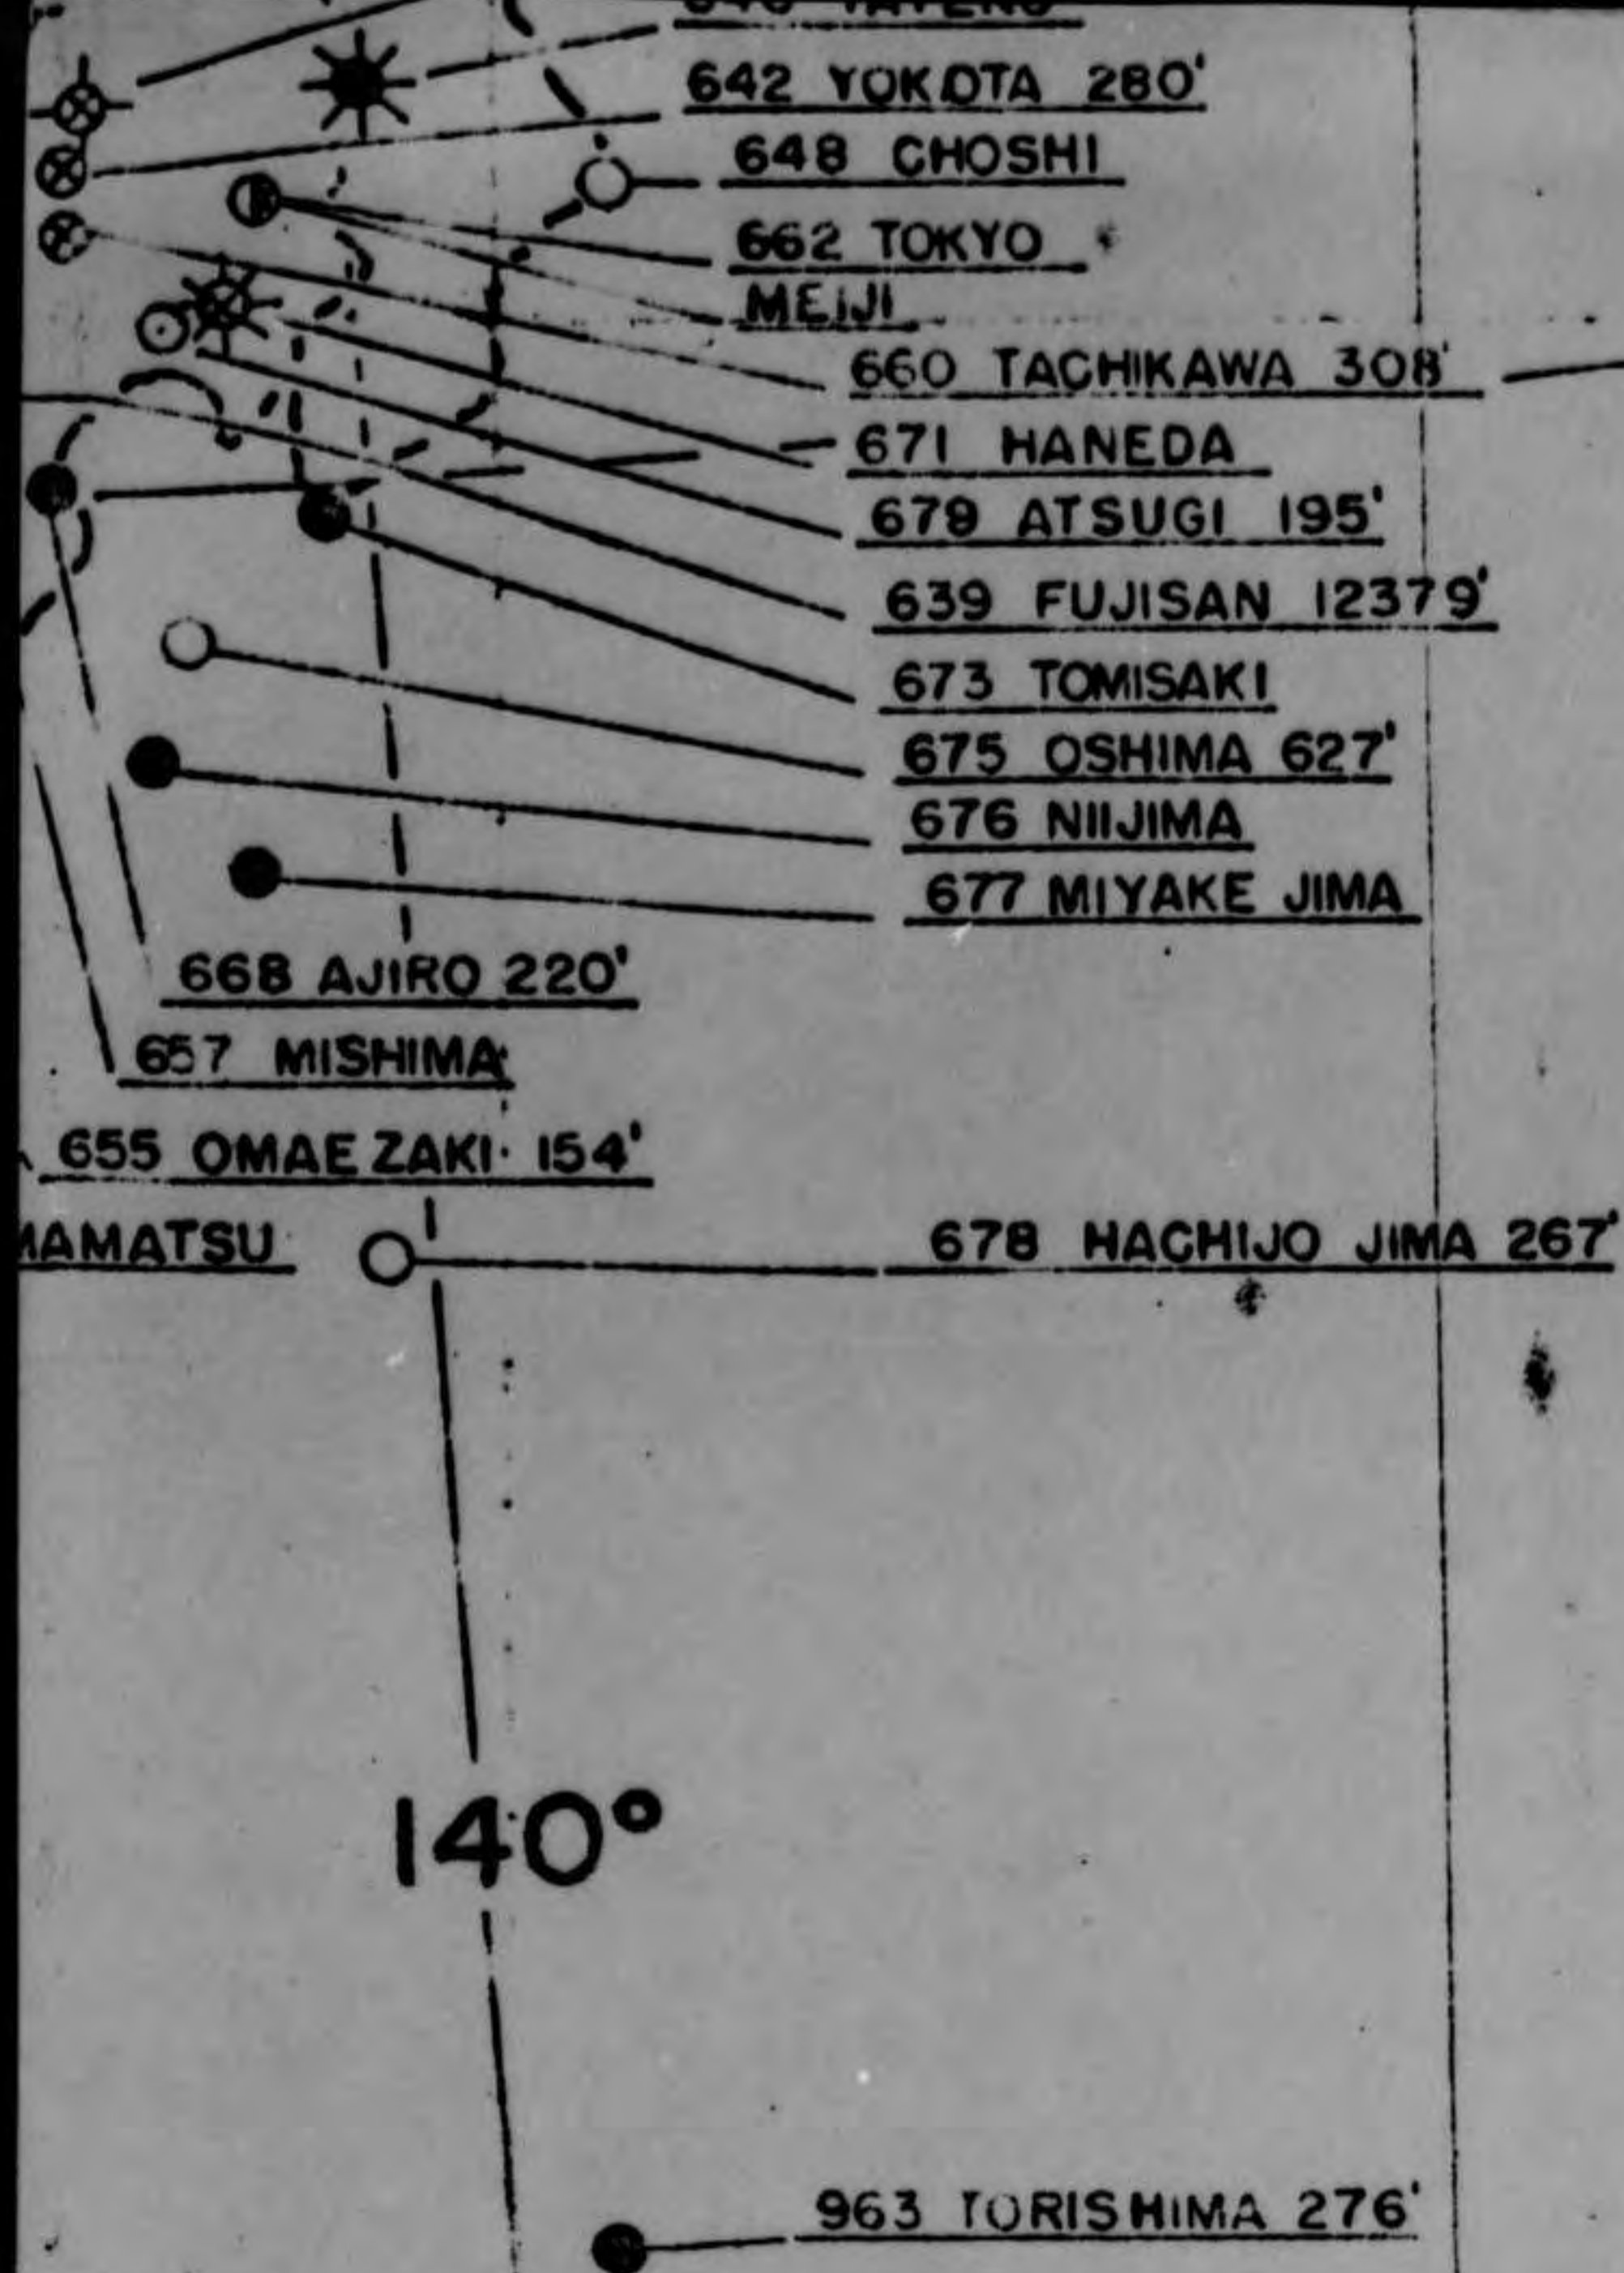 642 YOKOTA 280'
648 CHOSHI
662 TOKYO
MEIJI
660 TACHIKAWA 308'
671 HANEDA
679 ATSUGI 195'
639 FUJISAN 12379'
673 TOMISAKI
675 OSHIMA 627'
676 NIIJIMA
677 MIYAKE JIMA
668 AJIRO 220'
657 MISHIMA
655 OMAEZAKI 154'
MAMATSU
678 HACHIJO JIMA 267'
140°
963 TORISHIMA 276'